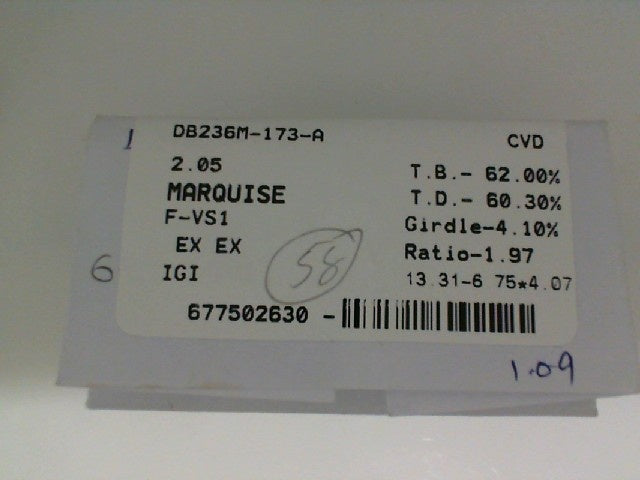 DB236M-173-A
CVD
2.05
T.B.- 62.00%
MARQUISE
T.D.- 60.30%
F-VS1
Girdle-4.10%
EX EX
Ratio-1.97
58
6
IGI
13.31-6.75*4.07
677502630 -
1.09